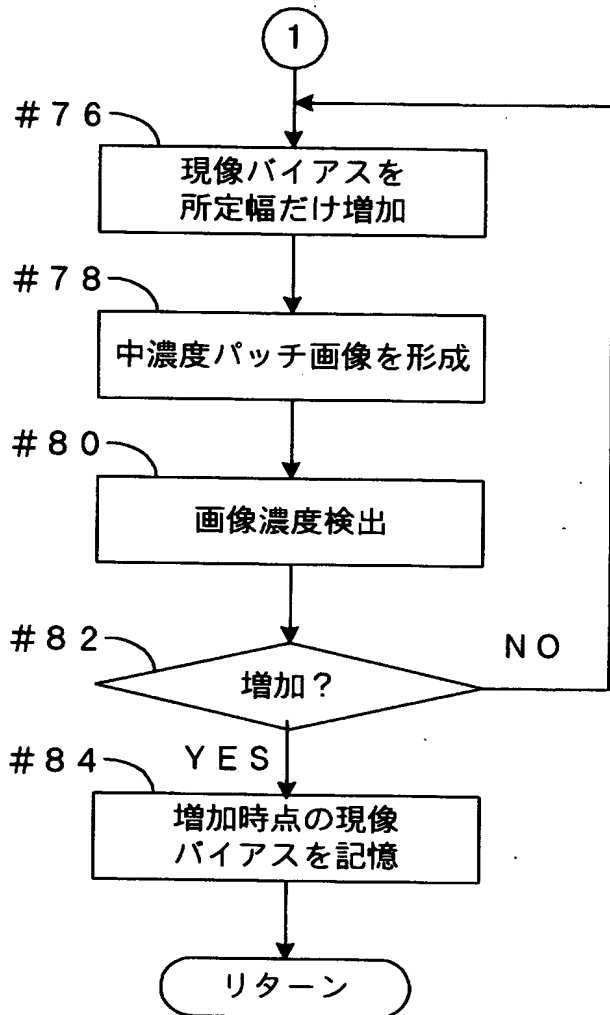 1
#76
現像バイアスを
所定幅だけ増加
#78
中濃度パッチ画像を形成
#80
画像濃度検出
#82
増加?
NO
YES
#84
増加時点の現像
バイアスを記憶
リターン